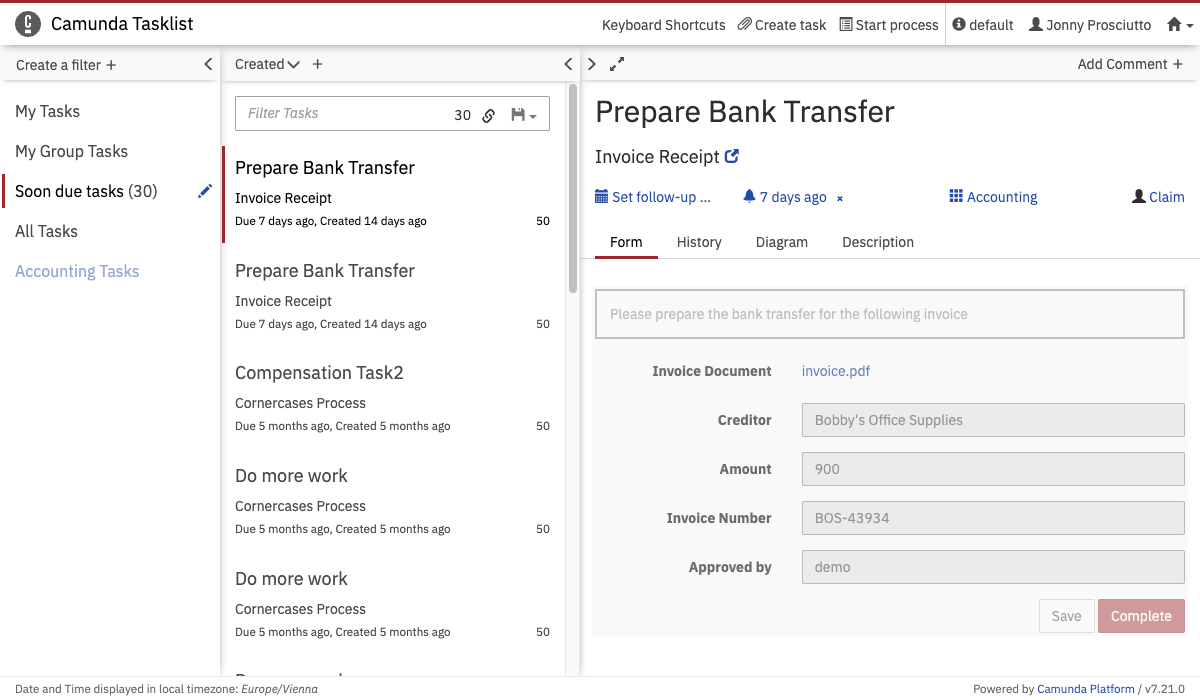 Camunda Tasklist
Keyboard Shortcuts Create task Start process default Jonny Prosciutto
Create a filter +
My Tasks
My Group Tasks
Soon due tasks (30)
All Tasks
Accounting Tasks
Created +
Filter Tasks 30
Prepare Bank Transfer
Invoice Receipt
Due 7 days ago, Created 14 days ago 50
Prepare Bank Transfer
Invoice Receipt
Due 7 days ago, Created 14 days ago 50
Compensation Task2
Cornercases Process
Due 5 months ago, Created 5 months ago 50
Do more work
Cornercases Process
Due 5 months ago, Created 5 months ago 50
Do more work
Cornercases Process
Due 5 months ago, Created 5 months ago 50
Add Comment +
Prepare Bank Transfer
Invoice Receipt
Set follow-up ... 7 days ago × Accounting Claim
Form History Diagram Description
Please prepare the bank transfer for the following invoice
Invoice Document invoice.pdf
Creditor Bobby's Office Supplies
Amount 900
Invoice Number BOS-43934
Approved by demo
Save Complete
Date and Time displayed in local timezone: Europe/Vienna
Powered by Camunda Platform / v7.21.0